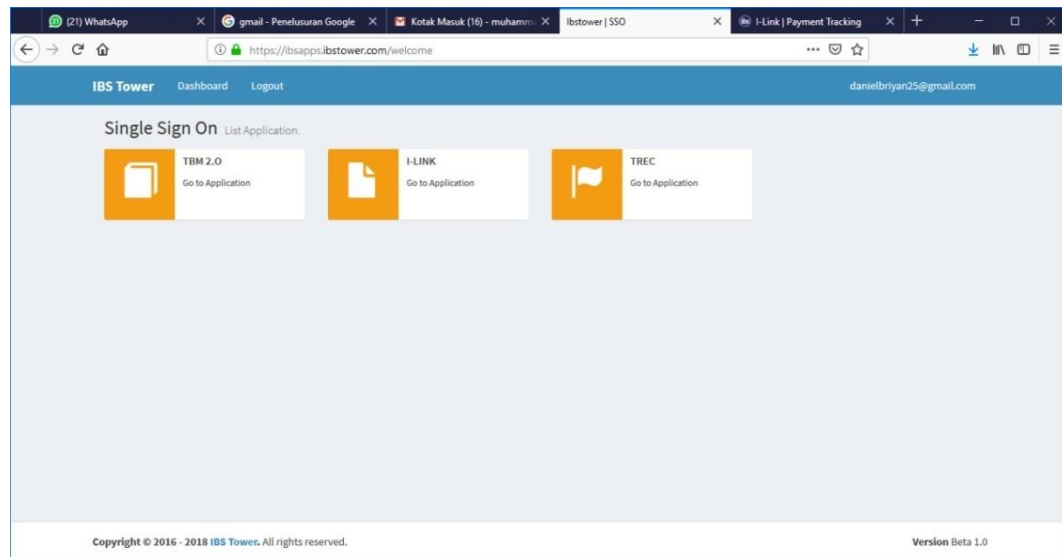 (21) WhatsApp
gmail - Penelusuran Google
Kotak Masuk (16) - muhamm
Ibstower | SSO
I-Link | Payment Tracking
https://ibsapps.ibstower.com/welcome
IBS Tower Dashboard Logout danielbriyan25@gmail.com
Single Sign On List Application.
TBM 2.O
Go to Application
I-LINK
Go to Application
TREC
Go to Application
Copyright © 2016 - 2018 IBS Tower. All rights reserved. Version Beta 1.0